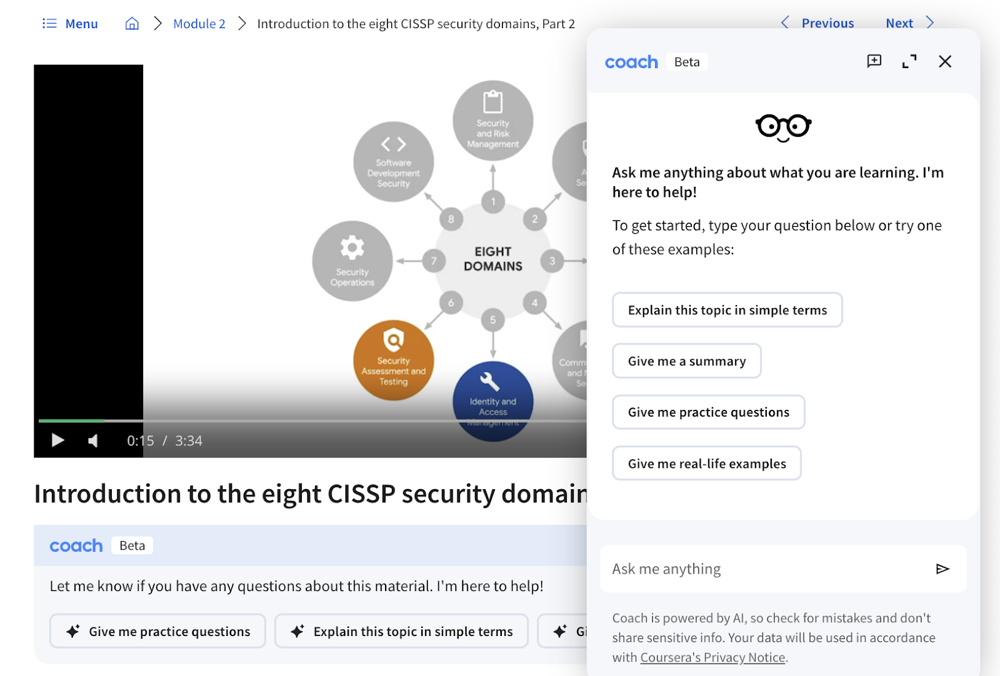 Menu
Module 2
Introduction to the eight CISSP security domains, Part 2
Previous
Next
Security
and Risk
Management
Software
Development
Security
A
Se
1
8
2
EIGHT
DOMAINS
7
3
Security
Operations
6
4
5
Security
Assessment and
Testing
Comm
and
Se
Identity and
Access
Management
0:15 / 3:34
Introduction to the eight CISSP security domain
coach
Beta
Let me know if you have any questions about this material. I'm here to help!
Give me practice questions
Explain this topic in simple terms
Gi
coach
Beta
Ask me anything about what you are learning. I'm
here to help!
To get started, type your question below or try one
of these examples:
Explain this topic in simple terms
Give me a summary
Give me practice questions
Give me real-life examples
Ask me anything
Coach is powered by AI, so check for mistakes and don't
share sensitive info. Your data will be used in accordance
with Coursera's Privacy Notice.